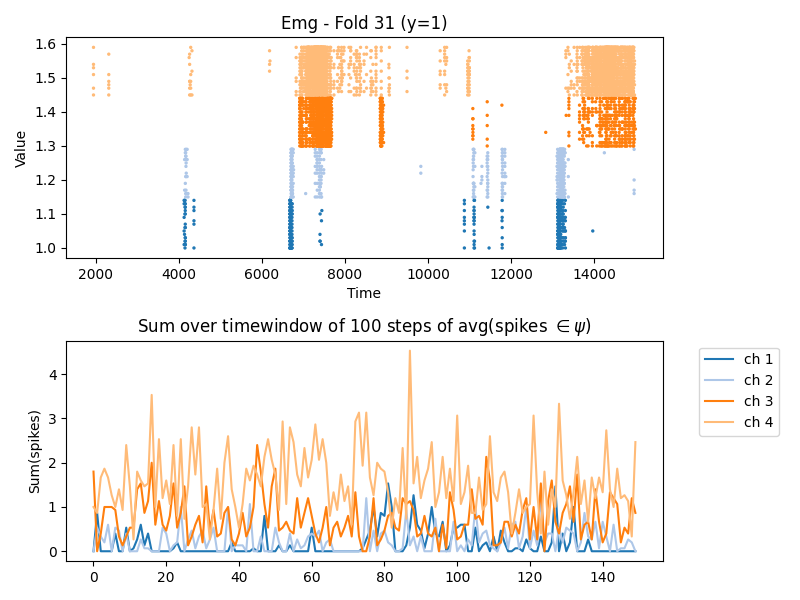 Emg - Fold 31 (y=1)
Value
1.6
1.5
1.4
1.3
1.2
1.1
1.0
2000 4000 6000 8000 10000 12000 14000
Time
Sum over timewindow of 100 steps of avg(spikes ∈ ψ)
Sum(spikes)
4
3
2
1
0
0 20 40 60 80 100 120 140
ch 1
ch 2
ch 3
ch 4